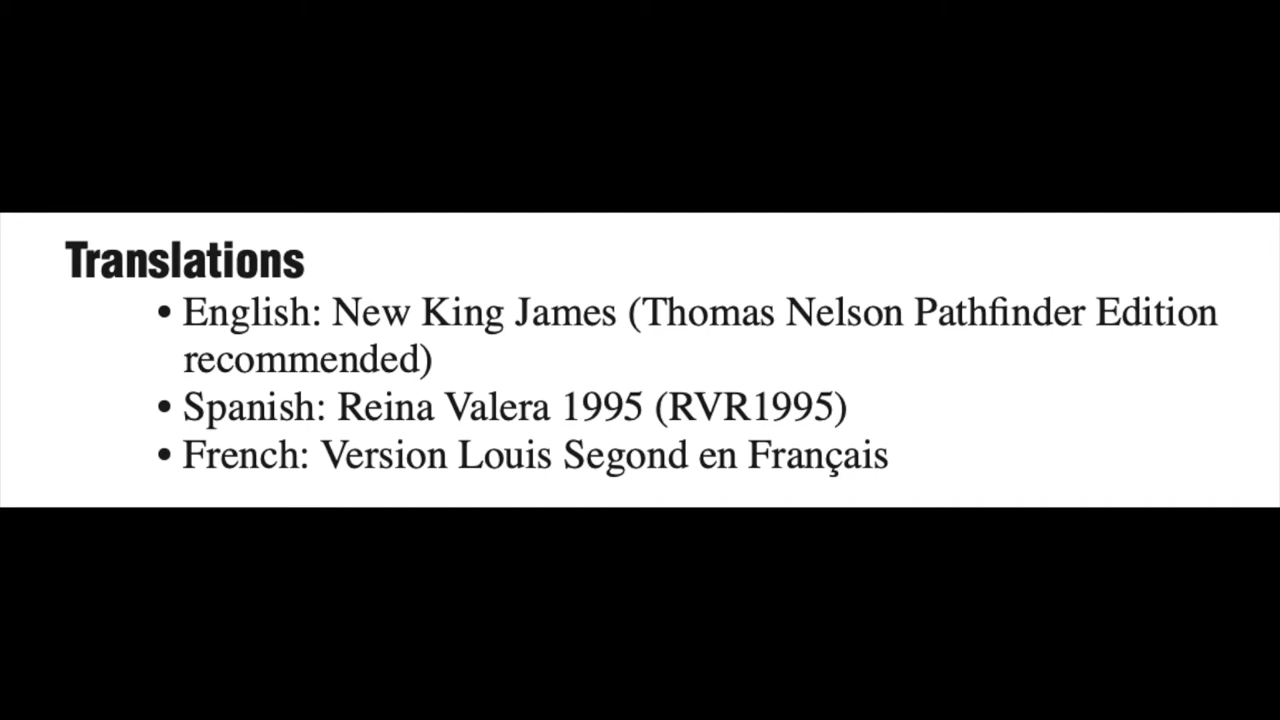 Translations
• English: New King James (Thomas Nelson Pathfinder Edition
recommended)
• Spanish: Reina Valera 1995 (RVR1995)
• French: Version Louis Segond en Français